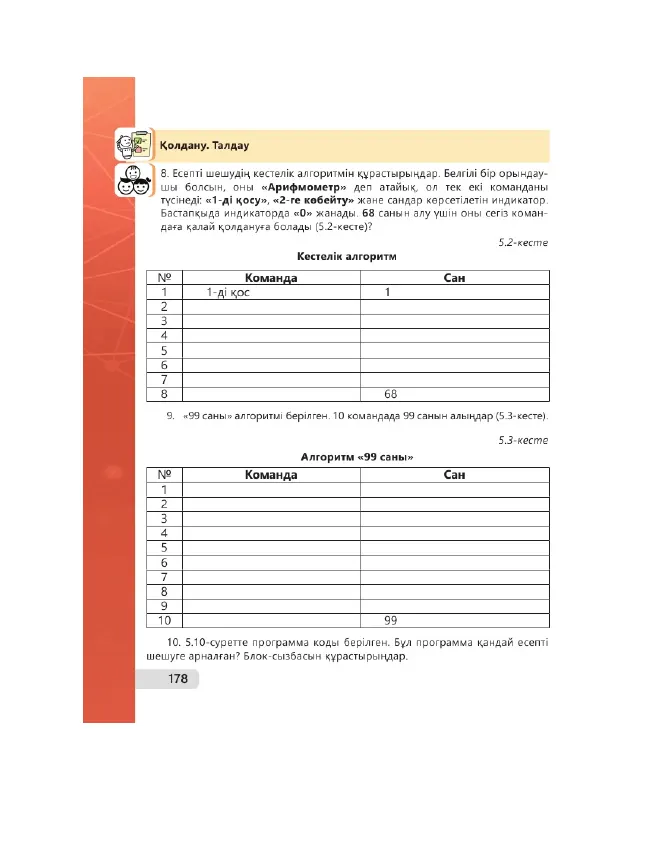 Қолдану. Талдау
8. Есепті шешудің кестелік алгоритмін құрастырыңдар. Белгілі бір орындау-
шы болсын, оны «Арифмометр» деп атайық, ол тек екі команданы
түсінеді: «1-ді қосу», «2-ге көбейту» және сандар көрсетілетін индикатор.
Бастапқыда индикаторда «0» жанады. 68 санын алу үшін оны сегіз коман-
даға қалай қолдануға болады (5.2-кесте)?
5.2-кесте
Кестелік алгоритм
№ Команда Сан
1 1-ді қос 1
2
3
4
5
6
7
8 68
9. «99 саны» алгоритмі берілген. 10 командада 99 санын алыңдар (5.3-кесте).
5.3-кесте
Алгоритм «99 саны»
№ Команда Сан
1
2
3
4
5
6
7
8
9
10 99
10. 5.10-суретте программа коды берілген. Бұл программа қандай есепті
шешуге арналған? Блок-сызбасын құрастырыңдар.
178